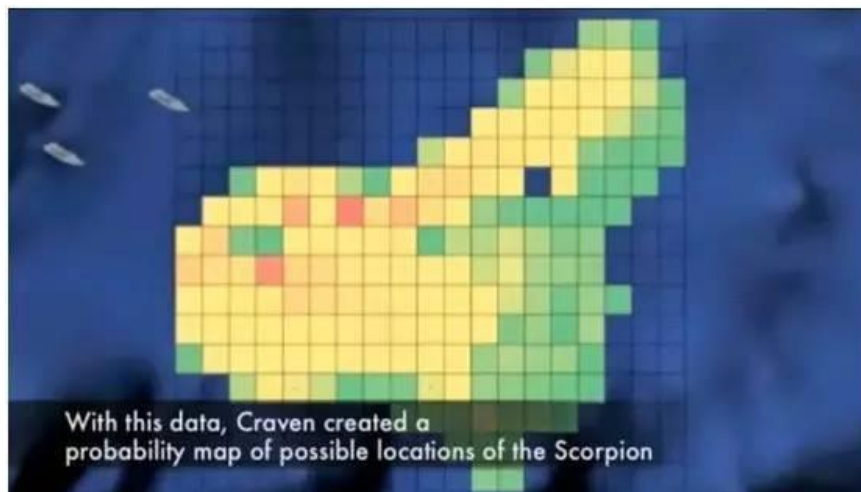 With this data, Craven created a
probability map of possible locations of the Scorpion